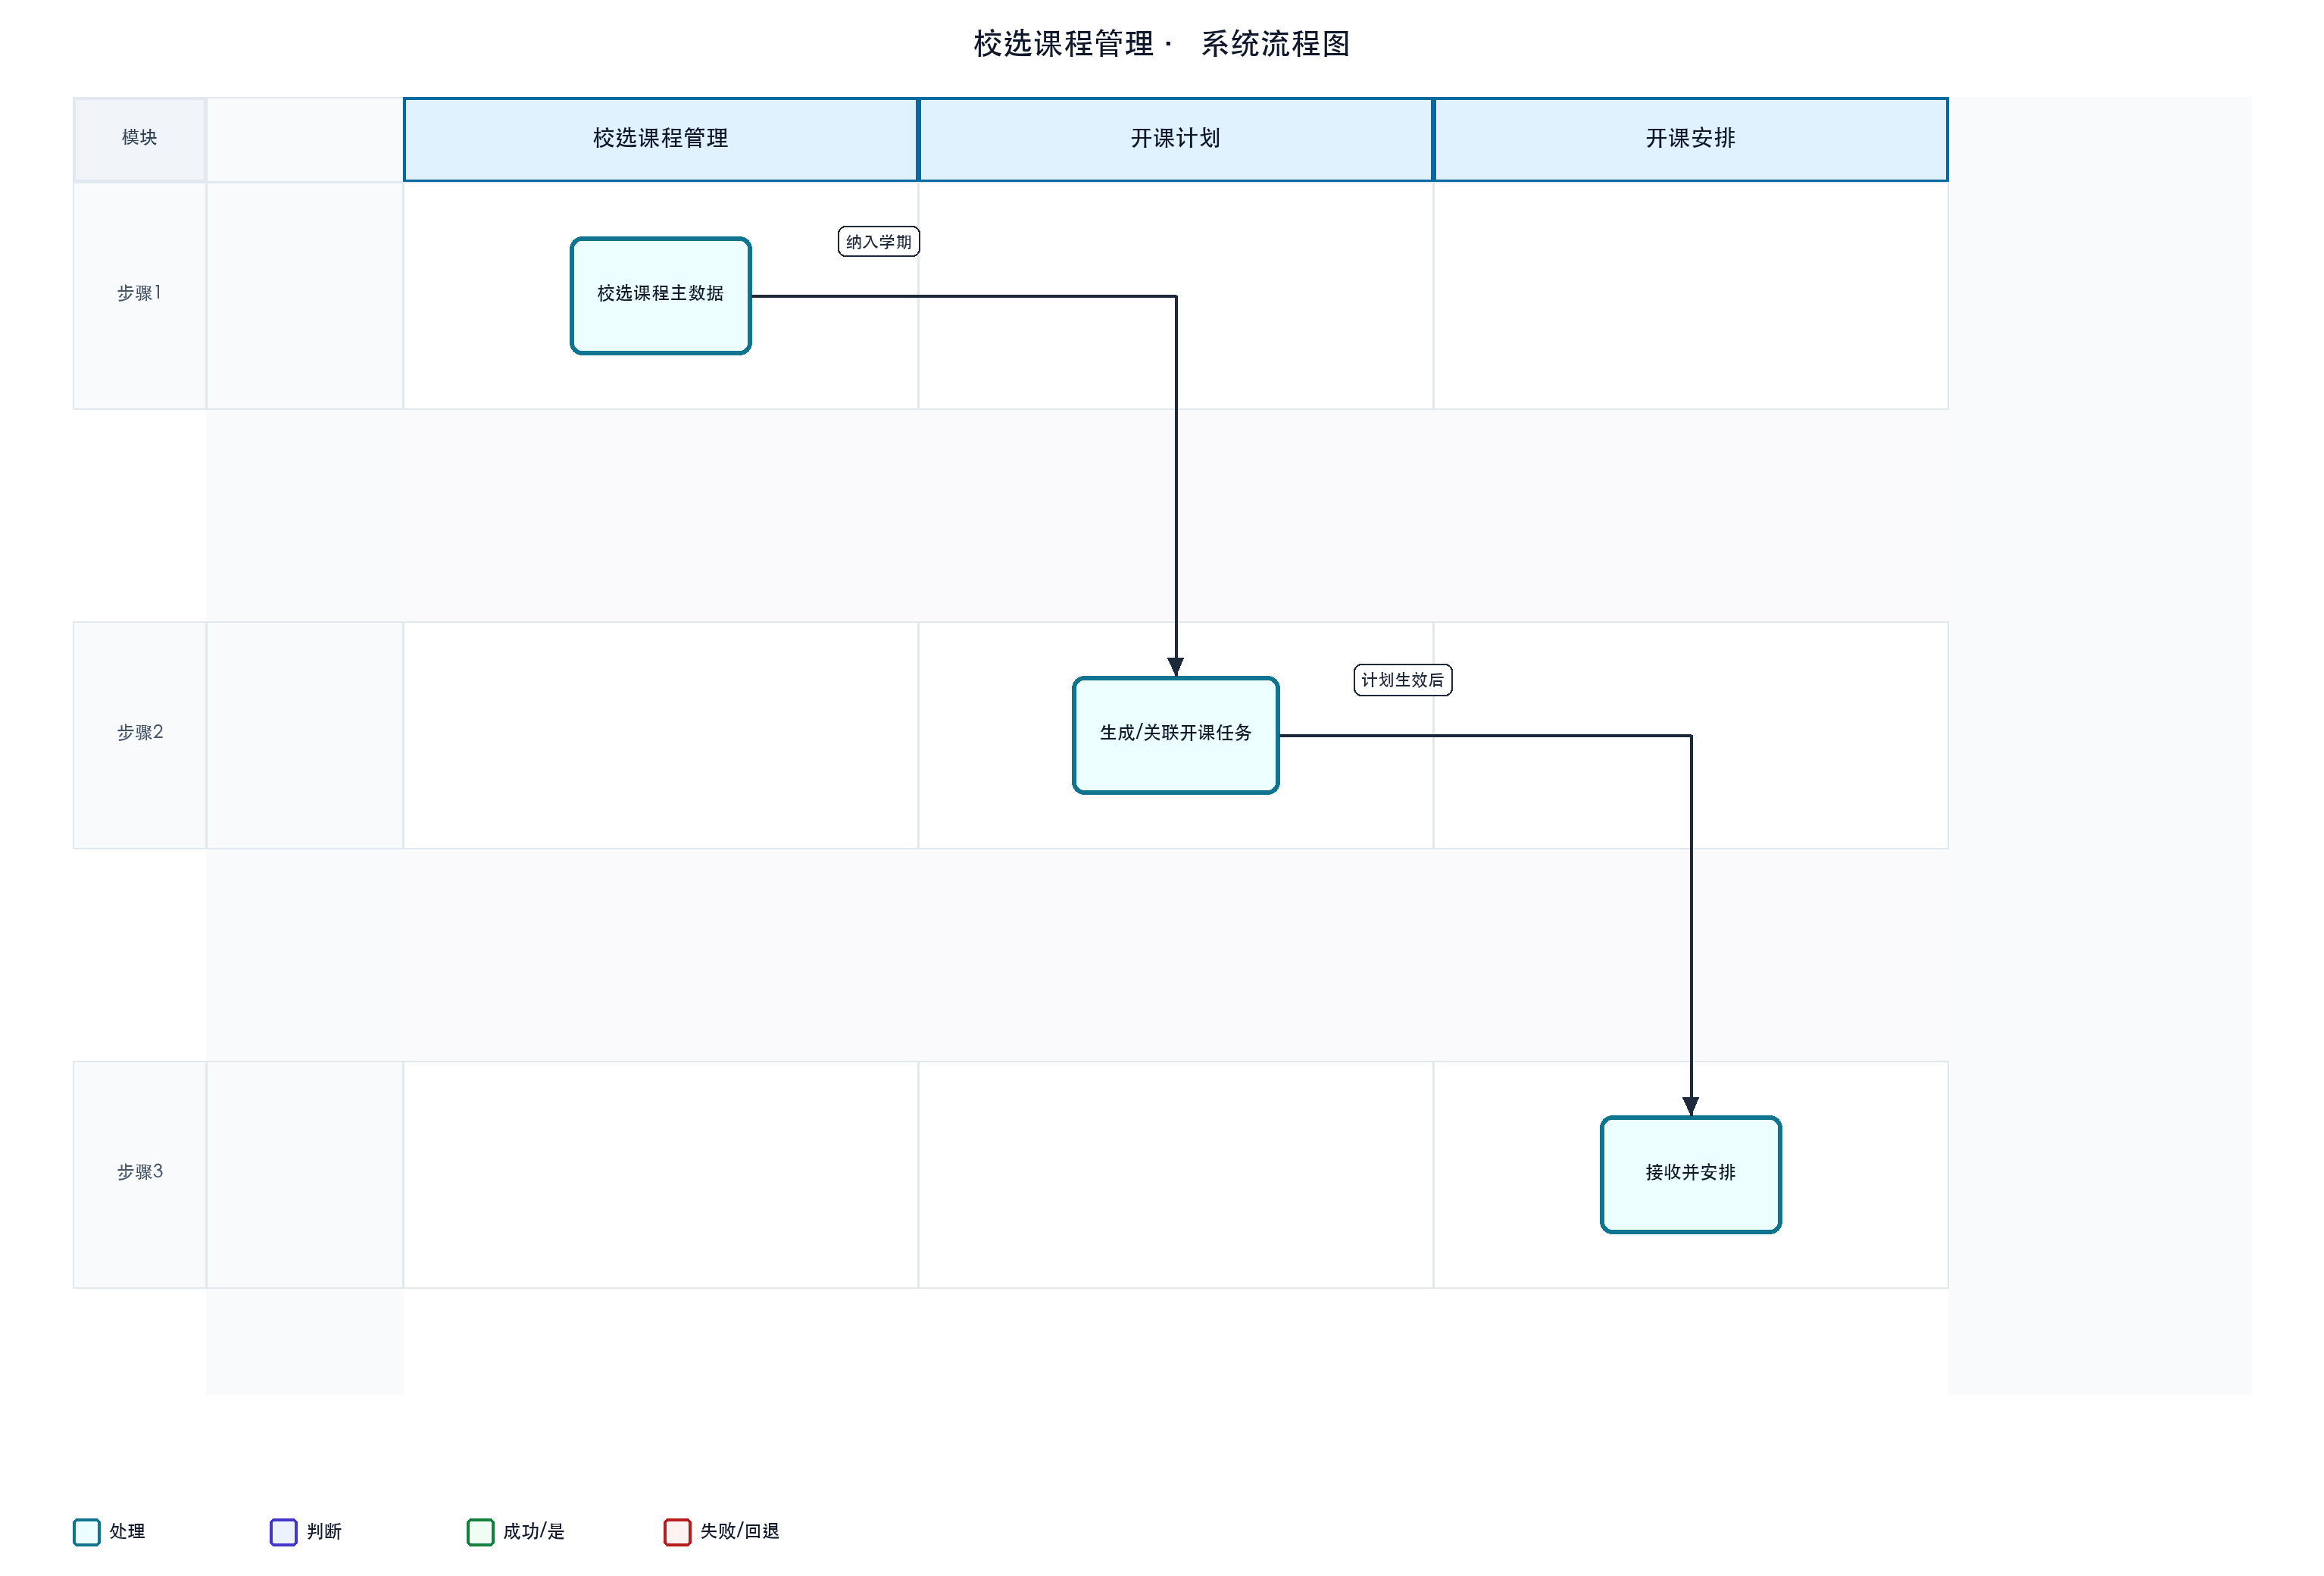 校选课程管理 · 系统流程图
模块
校选课程管理
开课计划
开课安排
步骤1
校选课程主数据
纳入学期
步骤2
生成/关联开课任务
计划生效后
步骤3
接收并安排
处理
判断
成功/是
失败/回退